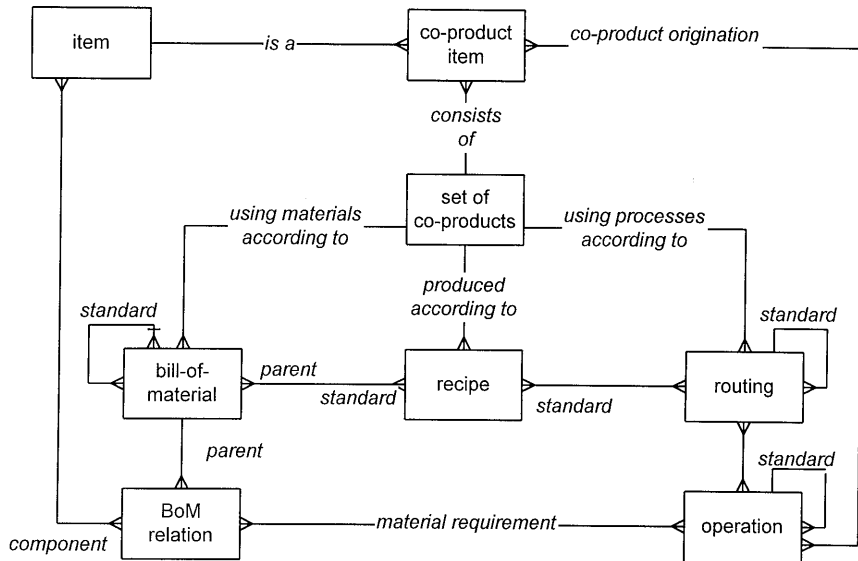 item
is a
co-product
item
co-product origination
consists
of
set of
co-products
using materials
according to
using processes
according to
produced
according to
standard
standard
bill-of-
material
parent
standard
recipe
standard
routing
parent
standard
BoM
relation
material requirement
operation
component